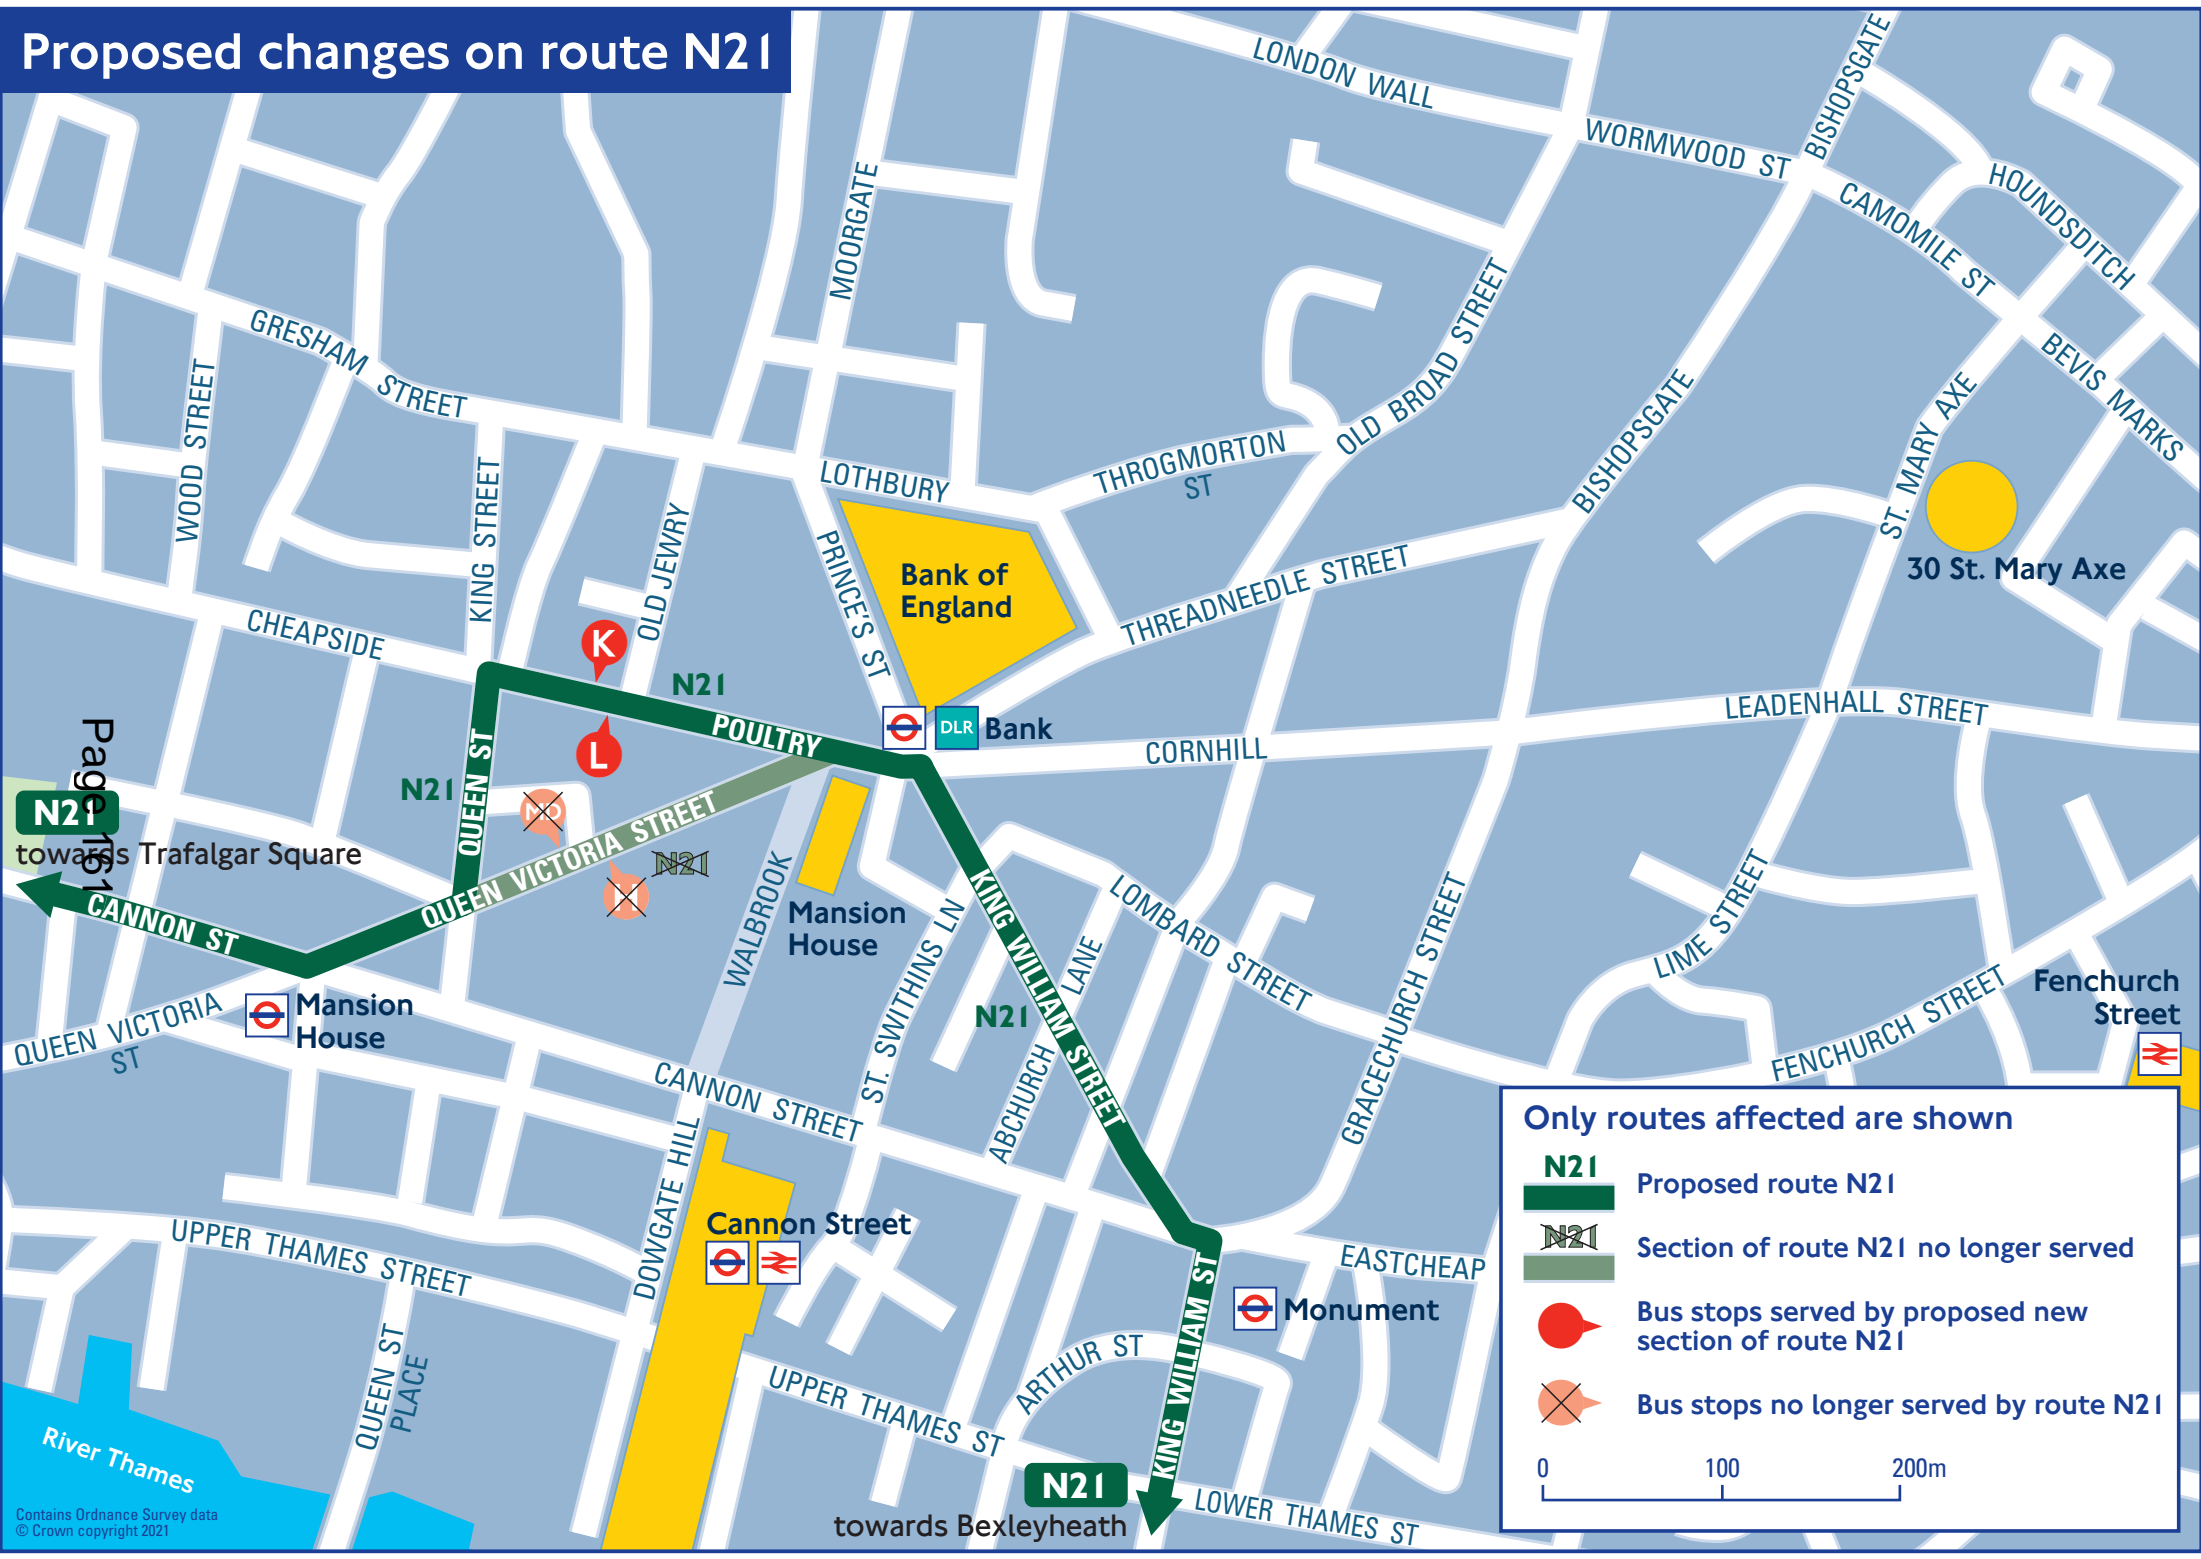 Proposed changes on route N21
LONDON WALL
WORMWOOD ST
BISHOPSGATE
HOUNDSDITCH
CAMOMILE ST
BEVIS MARKS
MOORGATE
GRESHAM STREET
WOOD STREET
KING STREET
OLD JEWRY
LOTHBURY
THROGMORTON
ST
OLD BROAD STREET
BISHOPSGATE
ST. MARY AXE
30 St. Mary Axe
PRINCE'S ST
Bank of
England
THREADNEEDLE STREET
CHEAPSIDE
K
N21
POULTRY
L
DLR
Bank
CORNHILL
LEADENHALL STREET
Page 161
N21
QUEEN ST
MD
N21
towards Trafalgar Square
QUEEN VICTORIA STREET
N21
H
CANNON ST
WALBROOK
Mansion
House
ST. SWITHINS LN
KING WILLIAM STREET
N21
LOMBARD STREET
ABCHURCH LANE
GRACECHURCH STREET
LIME STREET
FENCHURCH STREET
Fenchurch
Street
QUEEN VICTORIA
ST
Mansion
House
CANNON STREET
DOWGATE HILL
Cannon Street
UPPER THAMES STREET
QUEEN ST
PLACE
EASTCHEAP
Monument
KING WILLIAM ST
ARTHUR ST
UPPER THAMES ST
LOWER THAMES ST
N21
towards Bexleyheath
River Thames
Contains Ordnance Survey data
© Crown copyright 2021
Only routes affected are shown
N21
Proposed route N21
N21
Section of route N21 no longer served
Bus stops served by proposed new
section of route N21
Bus stops no longer served by route N21
0 100 200m